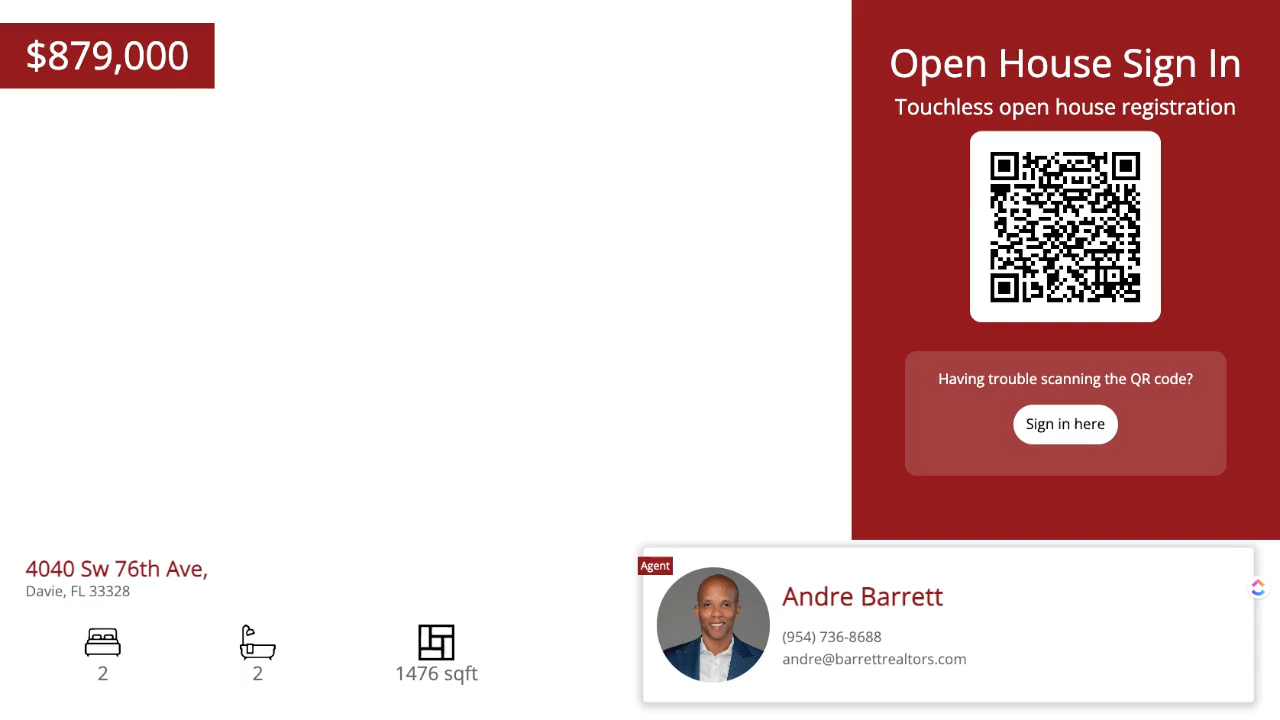 $879,000
Open House Sign In
Touchless open house registration
Having trouble scanning the QR code?
Sign in here
4040 Sw 76th Ave,
Davie, FL 33328
2
2
1476 sqft
Agent
Andre Barrett
(954) 736-8688
andre@barrettrealtors.com